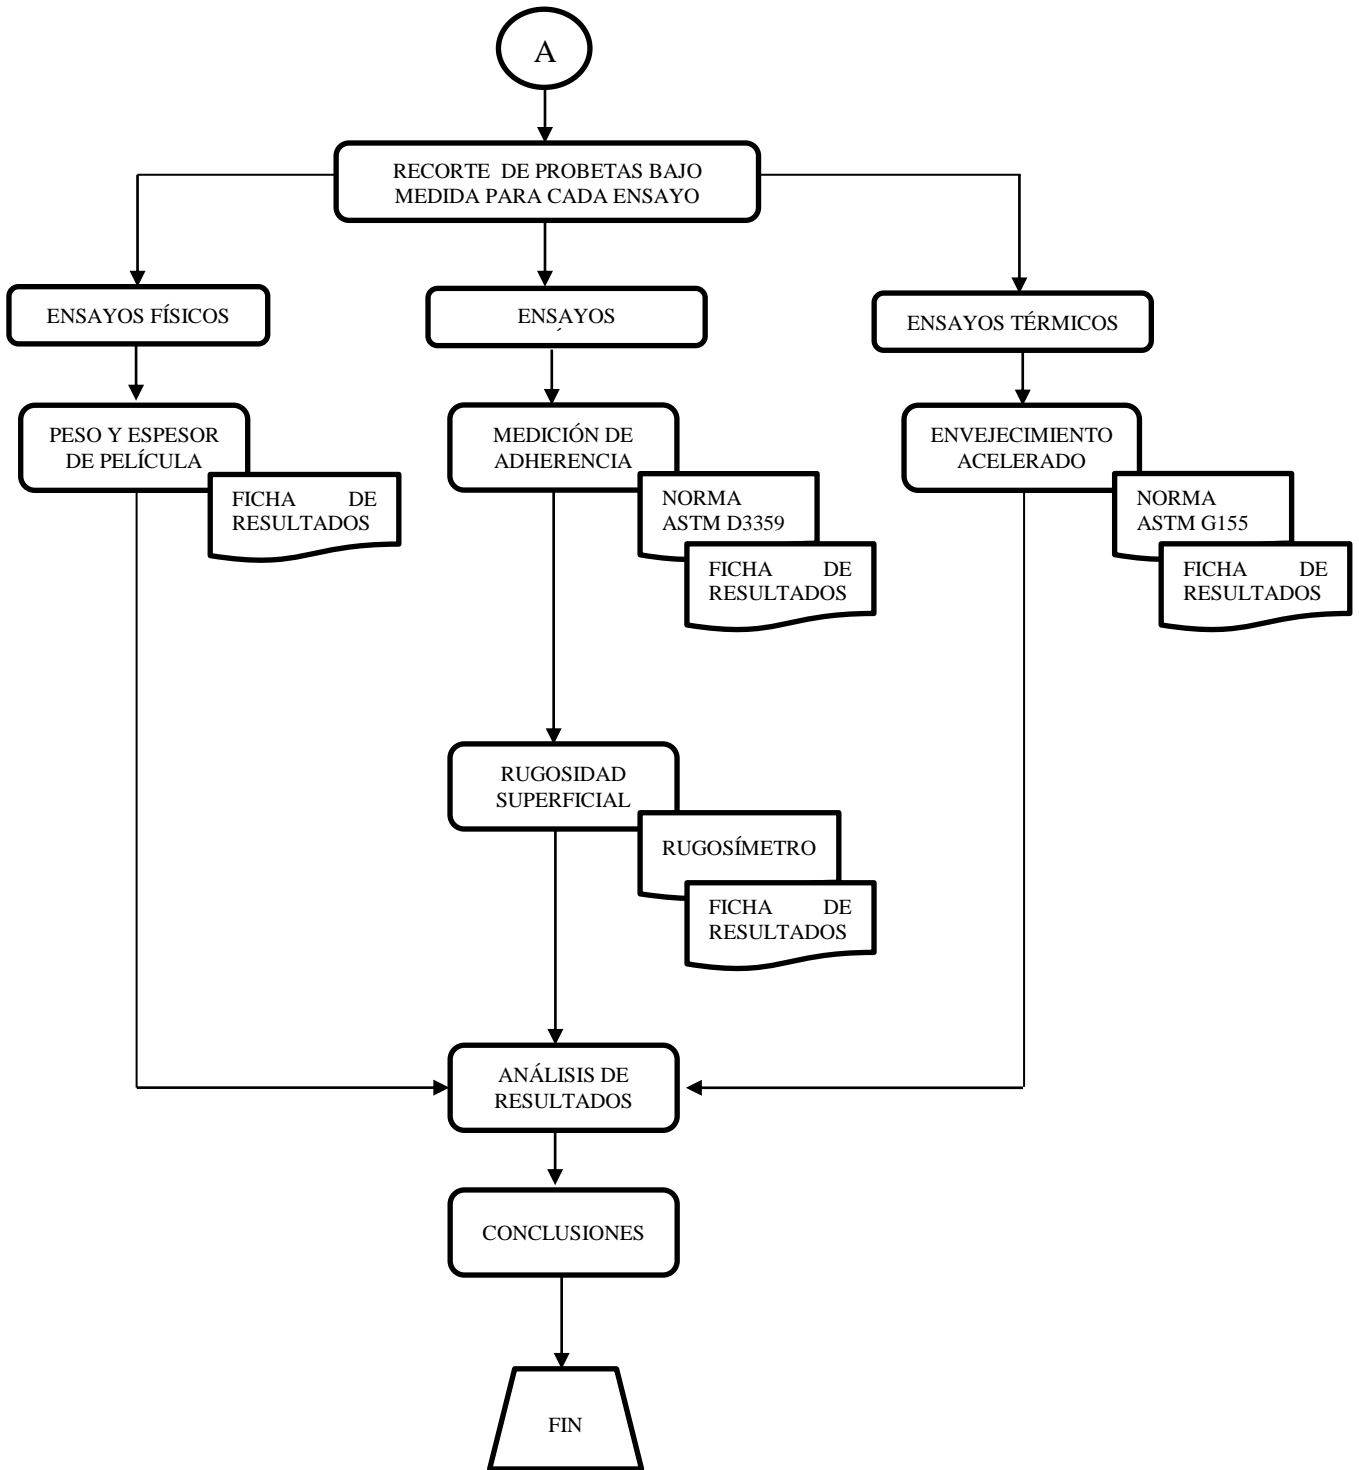 A
RECORTE DE PROBETAS BAJO
MEDIDA PARA CADA ENSAYO
ENSAYOS FÍSICOS
ENSAYOS
ENSAYOS TÉRMICOS
PESO Y ESPESOR
DE PELÍCULA
FICHA DE
RESULTADOS
MEDICIÓN DE
ADHERENCIA
NORMA
ASTM D3359
FICHA DE
RESULTADOS
ENVEJECIMIENTO
ACELERADO
NORMA
ASTM G155
FICHA DE
RESULTADOS
RUGOSIDAD
SUPERFICIAL
RUGOSÍMETRO
FICHA DE
RESULTADOS
ANÁLISIS DE
RESULTADOS
CONCLUSIONES
FIN